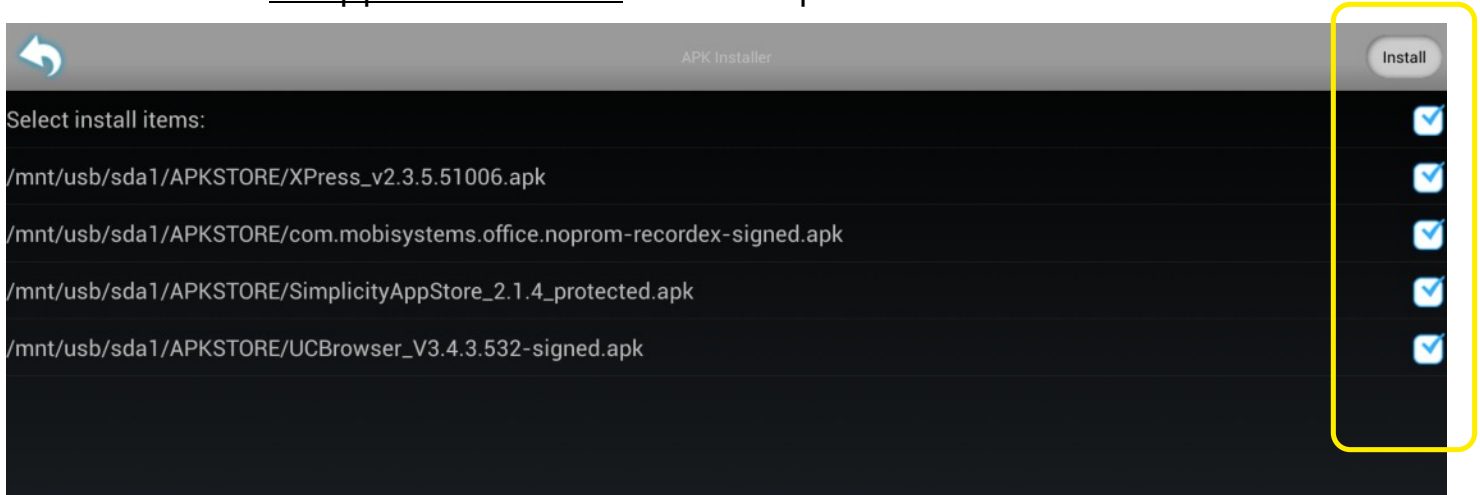 APK Installer
Install
Select install items:
/mnt/usb/sda1/APKSTORE/XPress_v2.3.5.51006.apk
/mnt/usb/sda1/APKSTORE/com.mobisystems.office.noprom-recordex-signed.apk
/mnt/usb/sda1/APKSTORE/SimplicityAppStore_2.1.4_protected.apk
/mnt/usb/sda1/APKSTORE/UCBrowser_V3.4.3.532-signed.apk